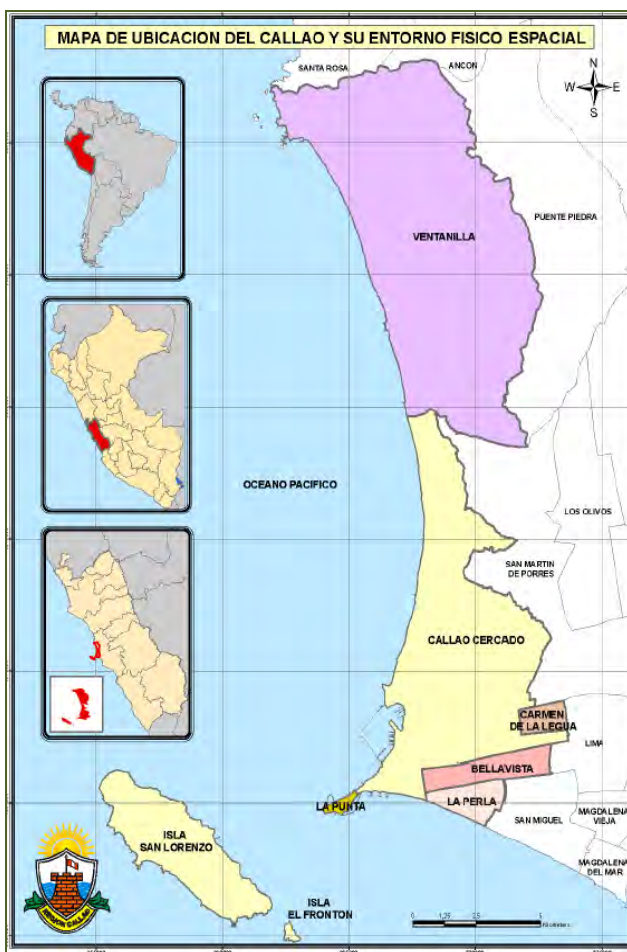 MAPA DE UBICACION DEL CALLAO Y SU ENTORNO FISICO ESPACIAL
SANTA ROSA
ANCON
N
W
E
S
VENTANILLA
PUENTE PIEDRA
OCEANO PACIFICO
LOS OLIVOS
SAN MARTIN
DE PORRES
CALLAO CERCADO
CARMEN
DE LA LEGUA
LIMA
BELLAVISTA
LA PUNTA
LA PERLA
SAN MIGUEL
MAGDALENA
VIEJA
MAGDALENA
DEL MAR
ISLA
SAN LORENZO
ISLA
EL FRONTON
REGION CALLAO
0 1,25 2,5 5